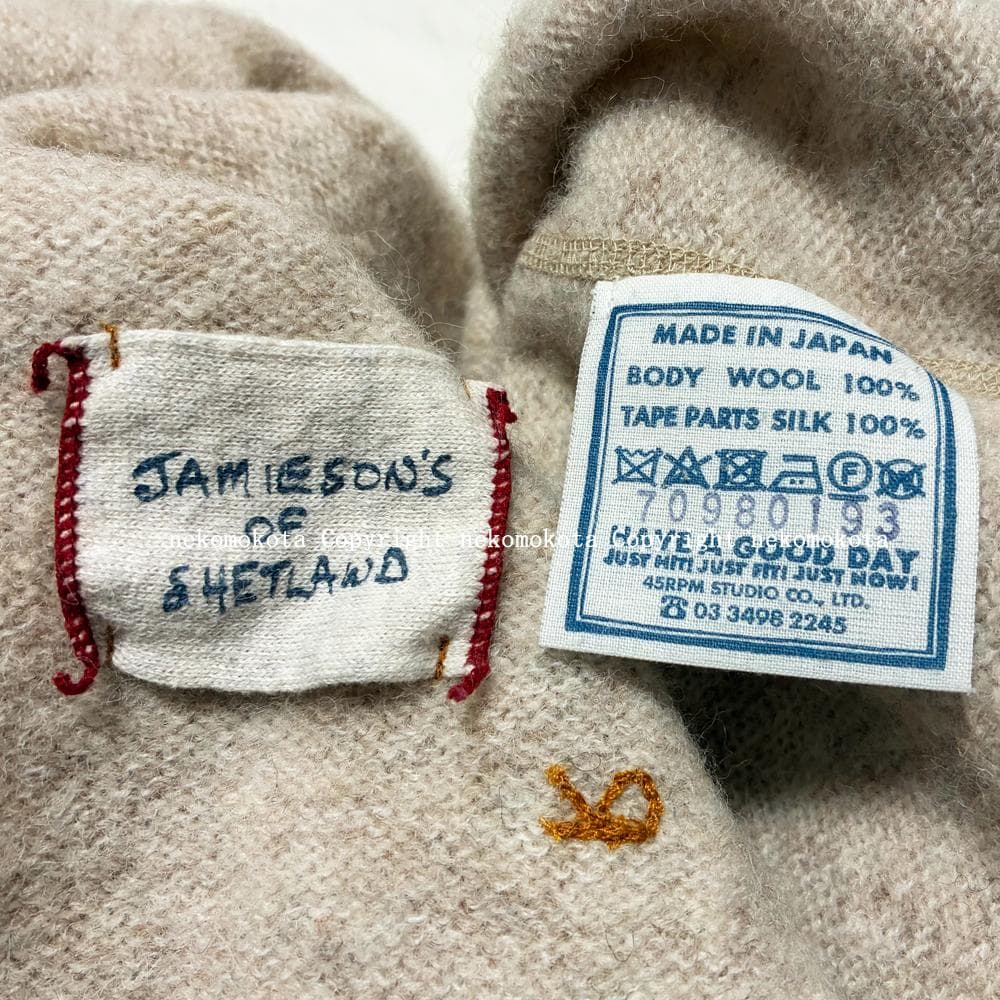 JAMIESON'S
OF
SHETLAND
MADE IN JAPAN
BODY WOOL 100%
TAPE PARTS SILK 100%
F
70980193
HAVE A GOOD DAY
JUST HIT! JUST FIT! JUST NOW!
45RPM STUDIO CO., LTD.
☎ 03 3498 2245
nekomokota Copyright nekomokota Copyright nekomokota
R